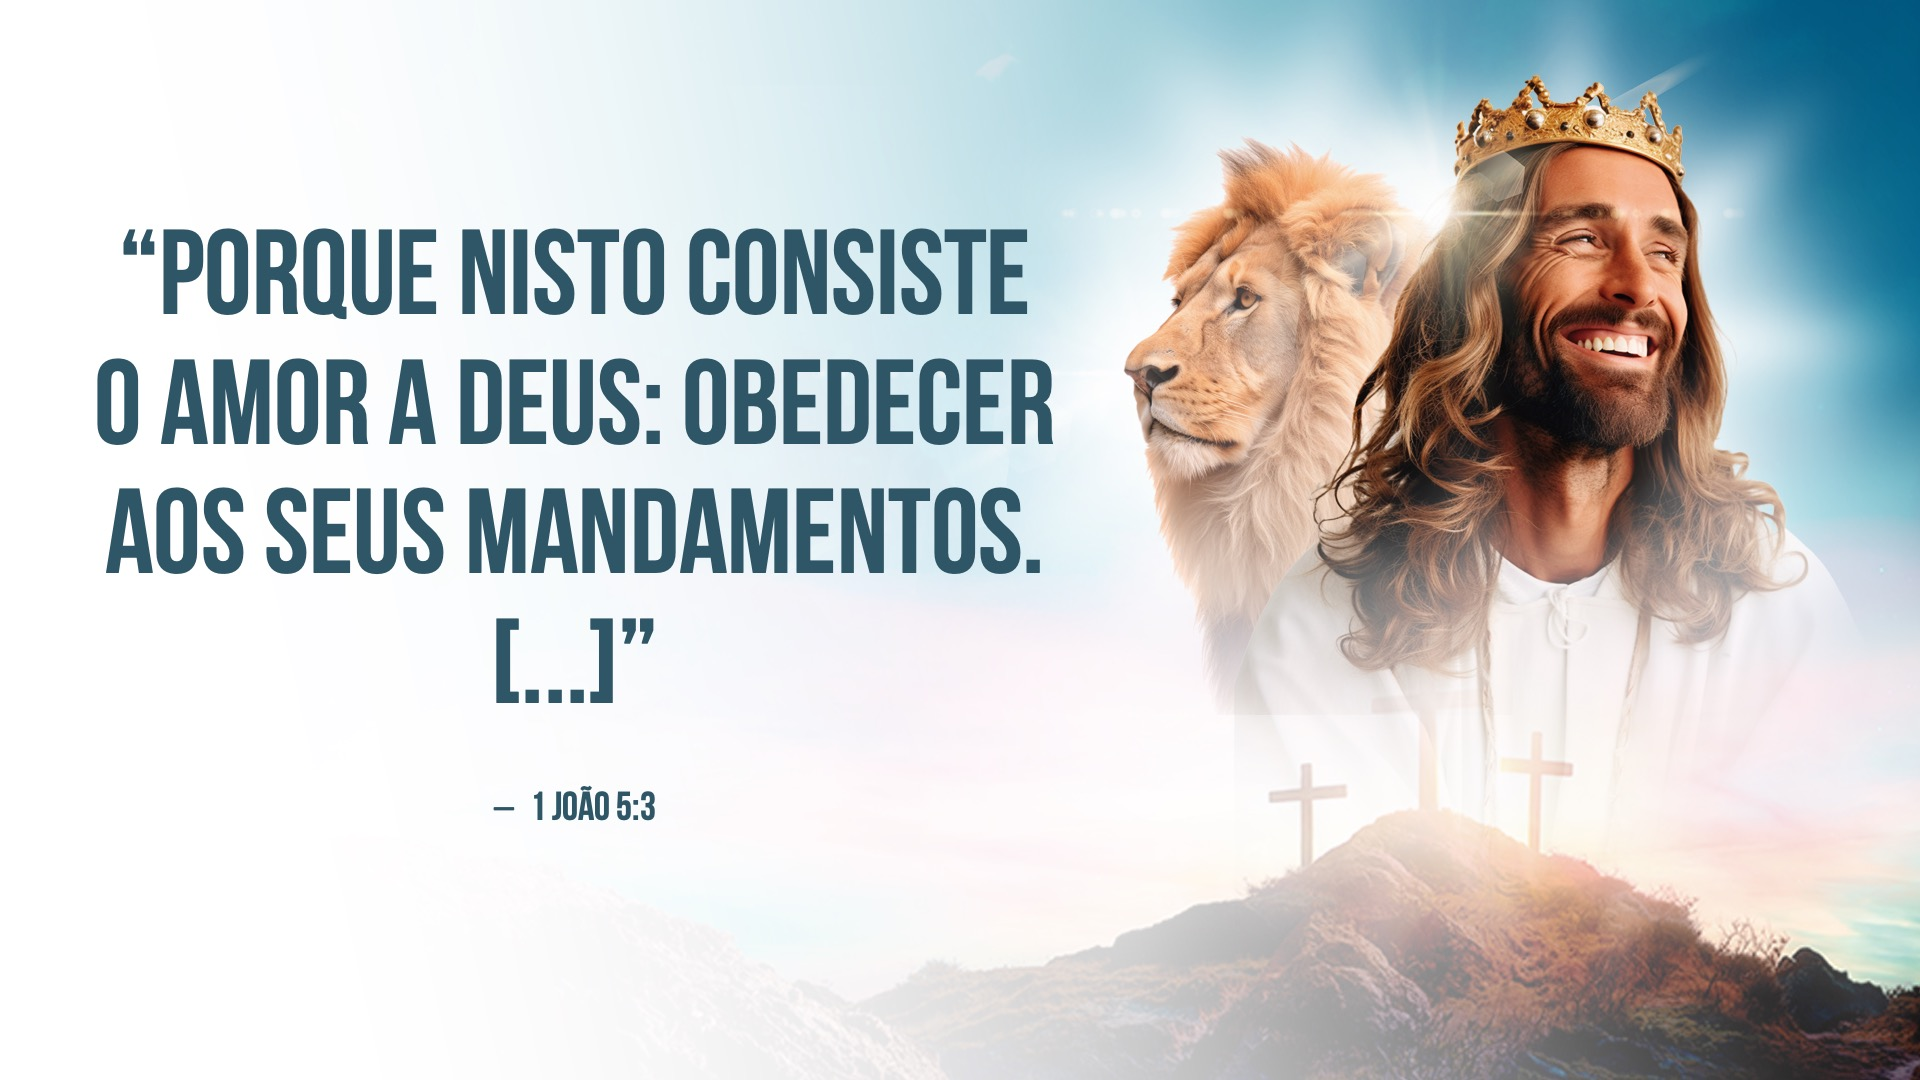 “PORQUE NISTO CONSISTE
O AMOR A DEUS: OBEDECER
AOS SEUS MANDAMENTOS.
[...]”
– 1 JOÃO 5:3